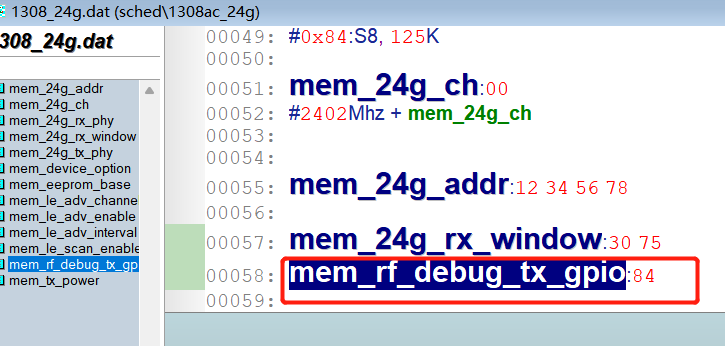 1308_24g.dat (sched\1308ac_24g)
308_24g.dat
mem_24g_addr
mem_24g_ch
mem_24g_rx_phy
mem_24g_rx_window
mem_24g_tx_phy
mem_device_option
mem_eeprom_base
mem_le_adv_channe
mem_le_adv_enable
mem_le_adv_interval
mem_le_scan_enable
mem_rf_debug_tx_gp
mem_tx_power
00049: #0x84:S8, 125K
00050:
00051: mem_24g_ch:00
00052: #2402Mhz + mem_24g_ch
00053:
00054:
00055: mem_24g_addr:12 34 56 78
00056:
00057: mem_24g_rx_window:30 75
00058: mem_rf_debug_tx_gpio:84
00059: